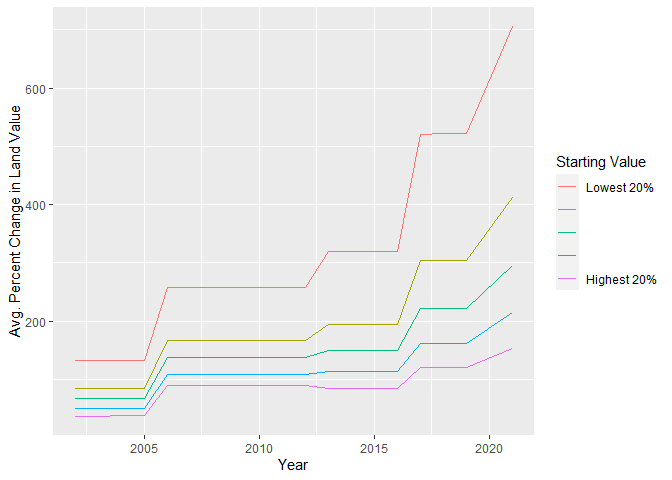 600
400
200
Avg. Percent Change in Land Value
2005
2010
2015
2020
Year
Starting Value
Lowest 20%
Highest 20%